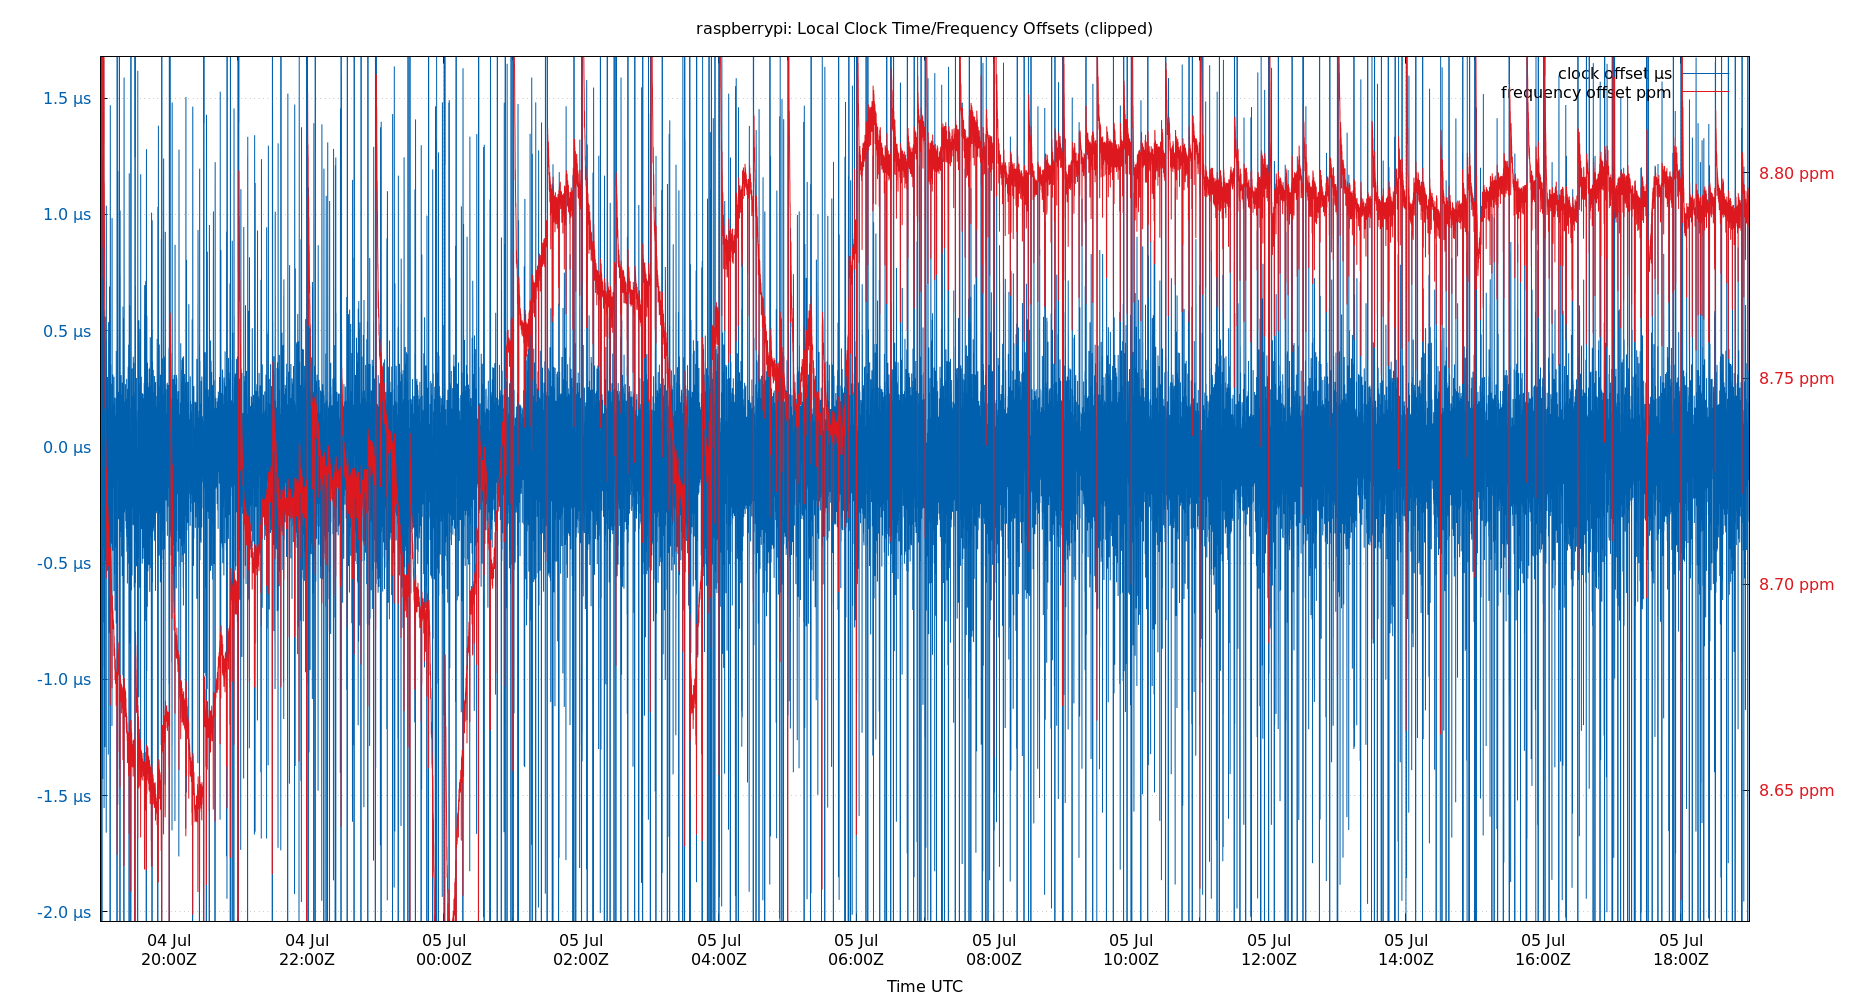 raspberrypi: Local Clock Time/Frequency Offsets (clipped)
clock offset µs
frequency offset ppm
1.5 µs
1.0 µs
0.5 µs
0.0 µs
-0.5 µs
-1.0 µs
-1.5 µs
-2.0 µs
8.80 ppm
8.75 ppm
8.70 ppm
8.65 ppm
04 Jul 04 Jul 05 Jul 05 Jul 05 Jul 05 Jul 05 Jul 05 Jul 05 Jul 05 Jul 05 Jul 05 Jul
20:00Z 22:00Z 00:00Z 02:00Z 04:00Z 06:00Z 08:00Z 10:00Z 12:00Z 14:00Z 16:00Z 18:00Z
Time UTC